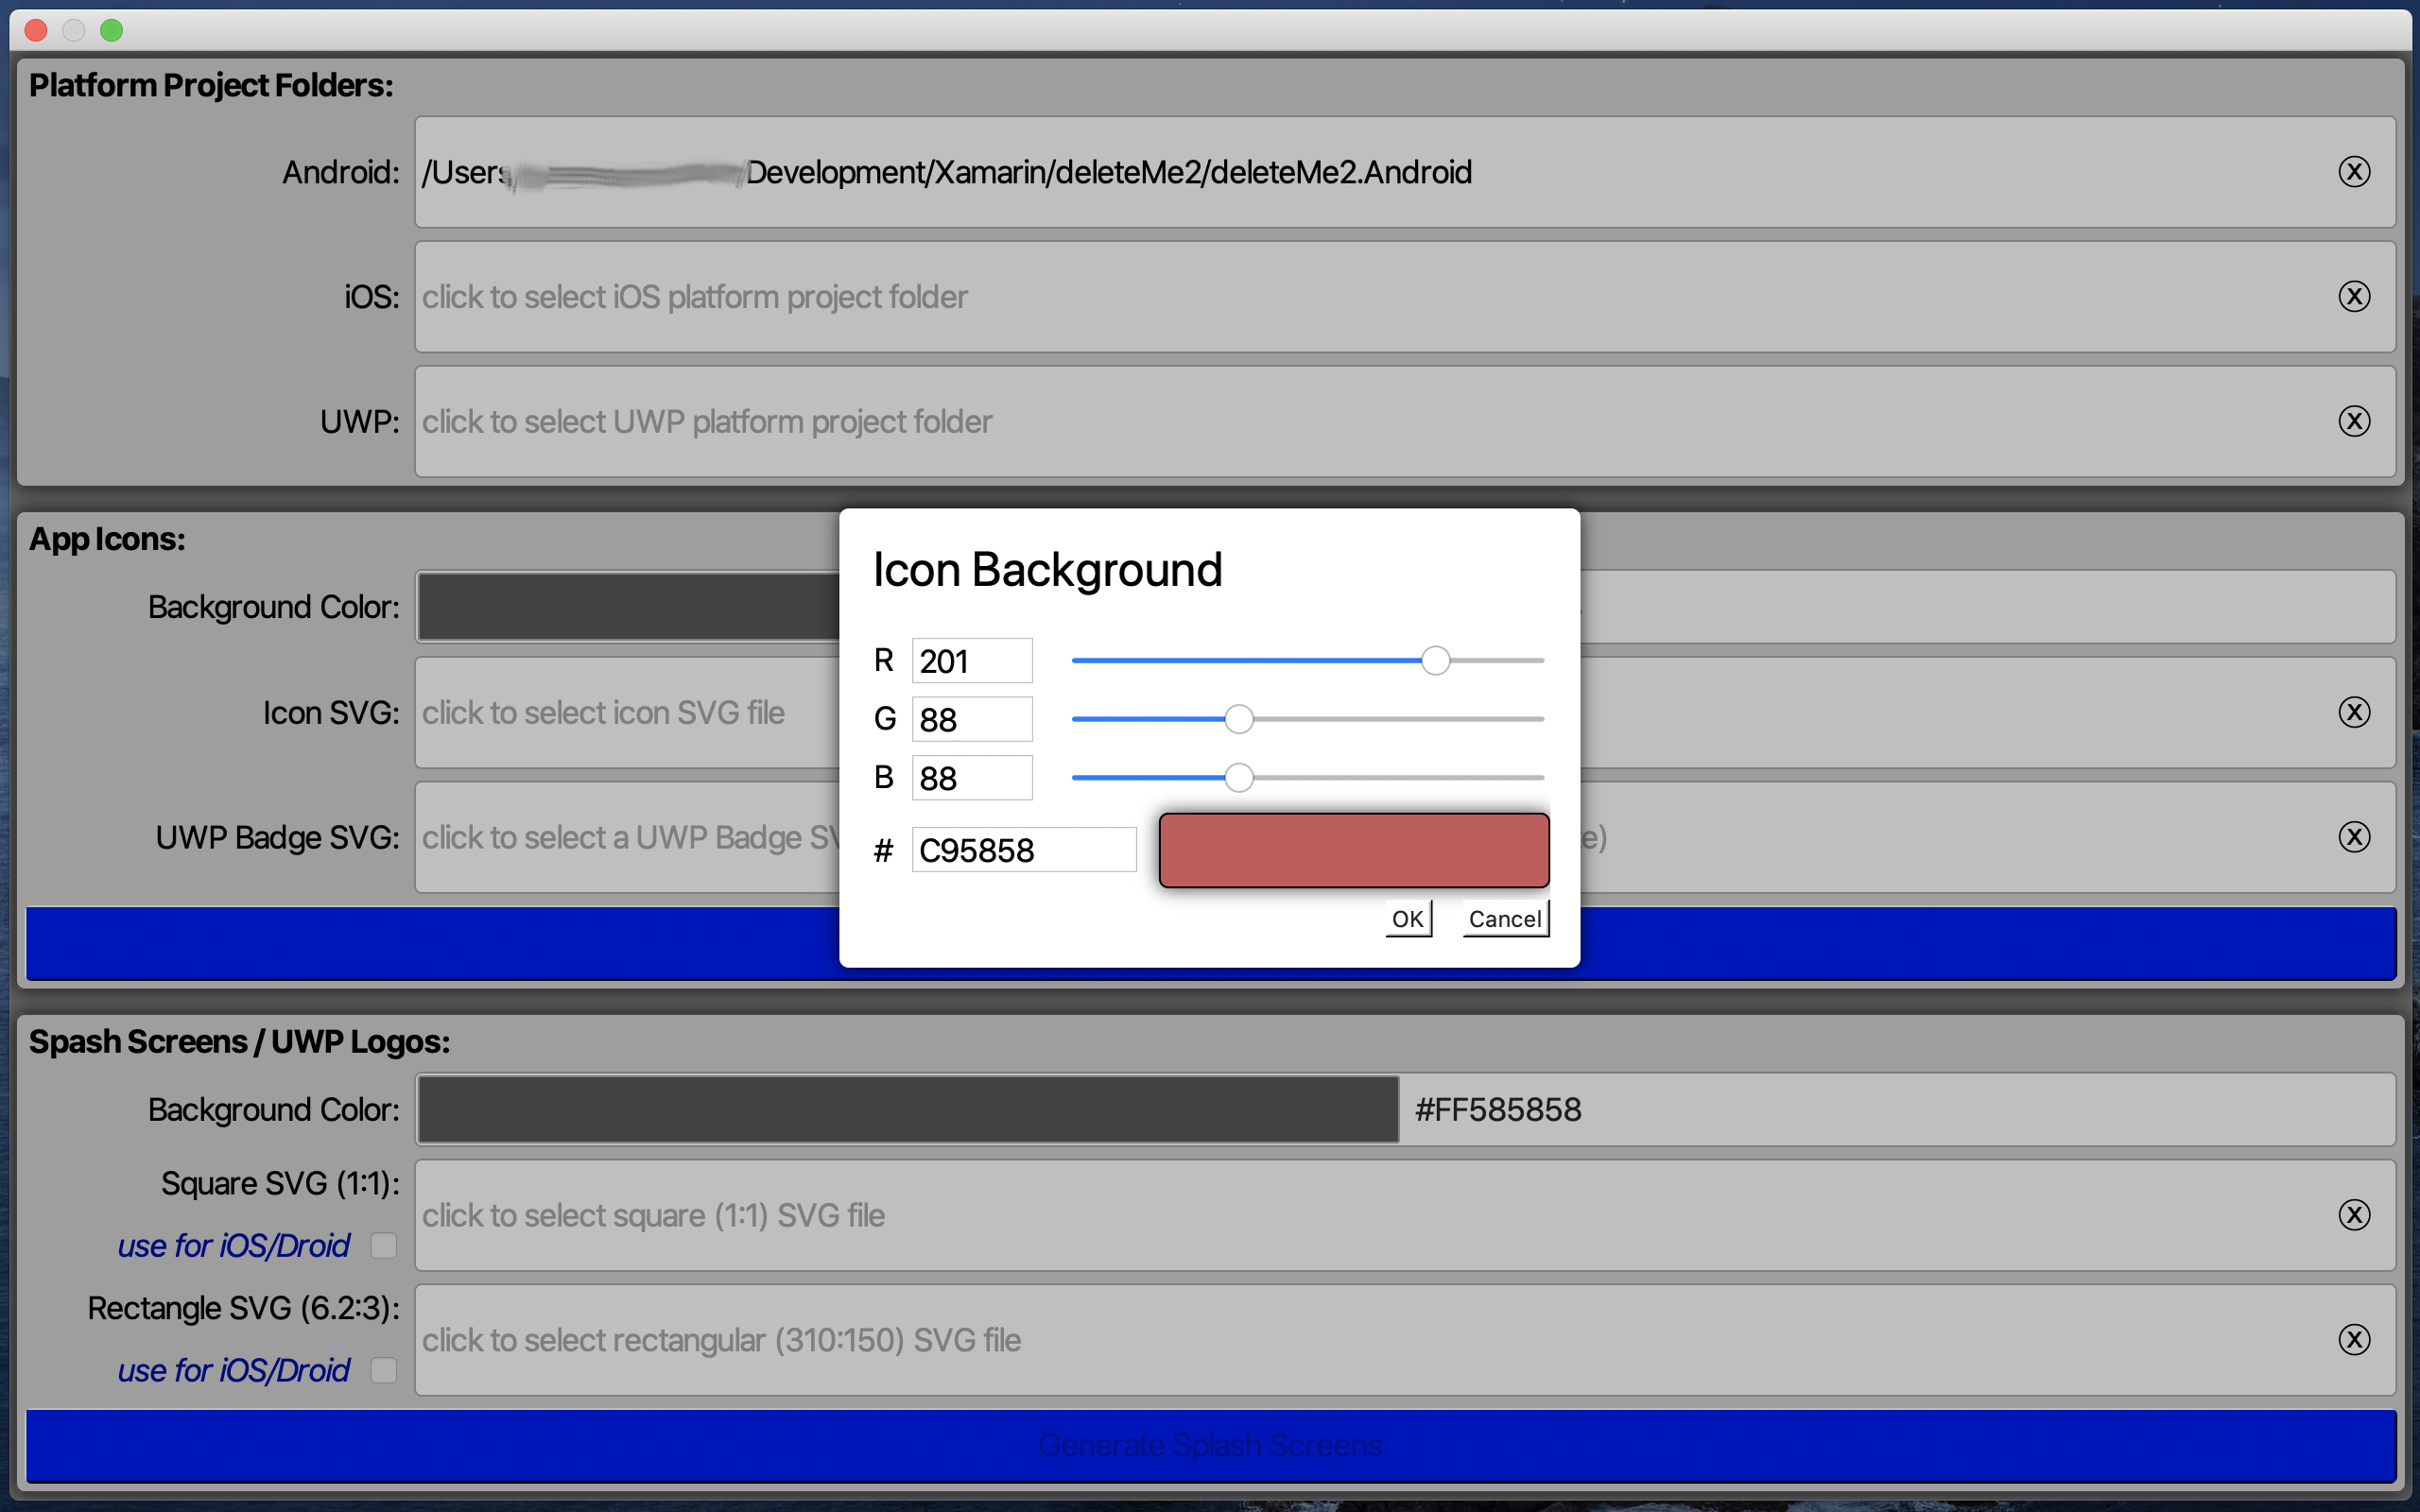 Platform Project Folders:
Android: /Users/ /Development/Xamarin/deleteMe2/deleteMe2.Android X
iOS: click to select iOS platform project folder X
UWP: click to select UWP platform project folder X
App Icons:
Background Color:
Icon SVG: click to select icon SVG file X
UWP Badge SVG: click to select a UWP Badge X
Icon Background
R 201
G 88
B 88
# C95858
OK Cancel
Spash Screens / UWP Logos:
Background Color: #FF585858
Square SVG (1:1):
click to select square (1:1) SVG file X
use for iOS/Droid
Rectangle SVG (6.2:3):
click to select rectangular (310:150) SVG file X
use for iOS/Droid
Generate Splash Screens